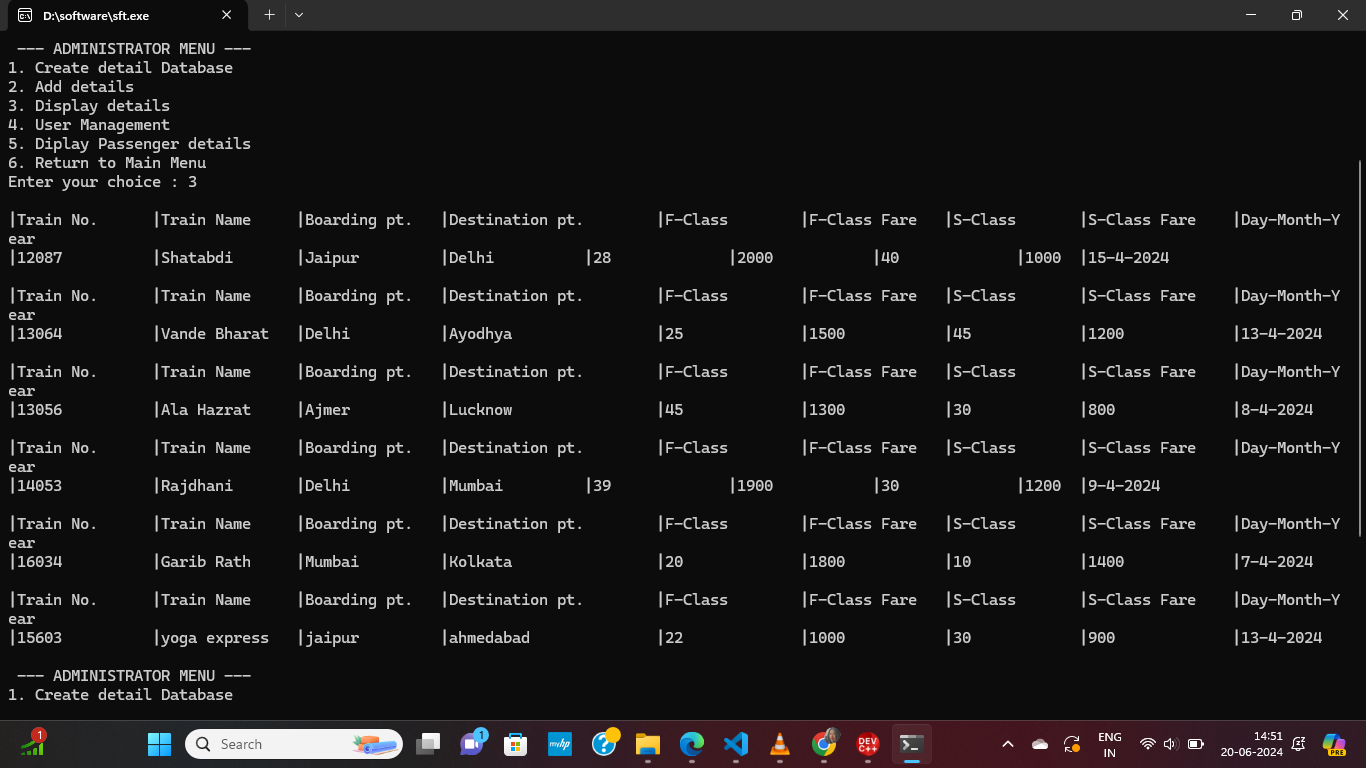 D:\software\sft.exe
--- ADMINISTRATOR MENU ---
1. Create detail Database
2. Add details
3. Display details
4. User Management
5. Diplay Passenger details
6. Return to Main Menu
Enter your choice : 3
|Train No. |Train Name |Boarding pt. |Destination pt. |F-Class |F-Class Fare |S-Class |S-Class Fare |Day-Month-Y
ear
|12087 |Shatabdi |Jaipur |Delhi |28 |2000 |40 |1000 |15-4-2024
|Train No. |Train Name |Boarding pt. |Destination pt. |F-Class |F-Class Fare |S-Class |S-Class Fare |Day-Month-Y
ear
|13064 |Vande Bharat |Delhi |Ayodhya |25 |1500 |45 |1200 |13-4-2024
|Train No. |Train Name |Boarding pt. |Destination pt. |F-Class |F-Class Fare |S-Class |S-Class Fare |Day-Month-Y
ear
|13056 |Ala Hazrat |Ajmer |Lucknow |45 |1300 |30 |800 |8-4-2024
|Train No. |Train Name |Boarding pt. |Destination pt. |F-Class |F-Class Fare |S-Class |S-Class Fare |Day-Month-Y
ear
|14053 |Rajdhani |Delhi |Mumbai |39 |1900 |30 |1200 |9-4-2024
|Train No. |Train Name |Boarding pt. |Destination pt. |F-Class |F-Class Fare |S-Class |S-Class Fare |Day-Month-Y
ear
|16034 |Garib Rath |Mumbai |Kolkata |20 |1800 |10 |1400 |7-4-2024
|Train No. |Train Name |Boarding pt. |Destination pt. |F-Class |F-Class Fare |S-Class |S-Class Fare |Day-Month-Y
ear
|15603 |yoga express |jaipur |ahmedabad |22 |1000 |30 |900 |13-4-2024
--- ADMINISTRATOR MENU ---
1. Create detail Database
1
Search
1
myhp
DEV
C++
ENG
IN
14:51
20-06-2024
PRE